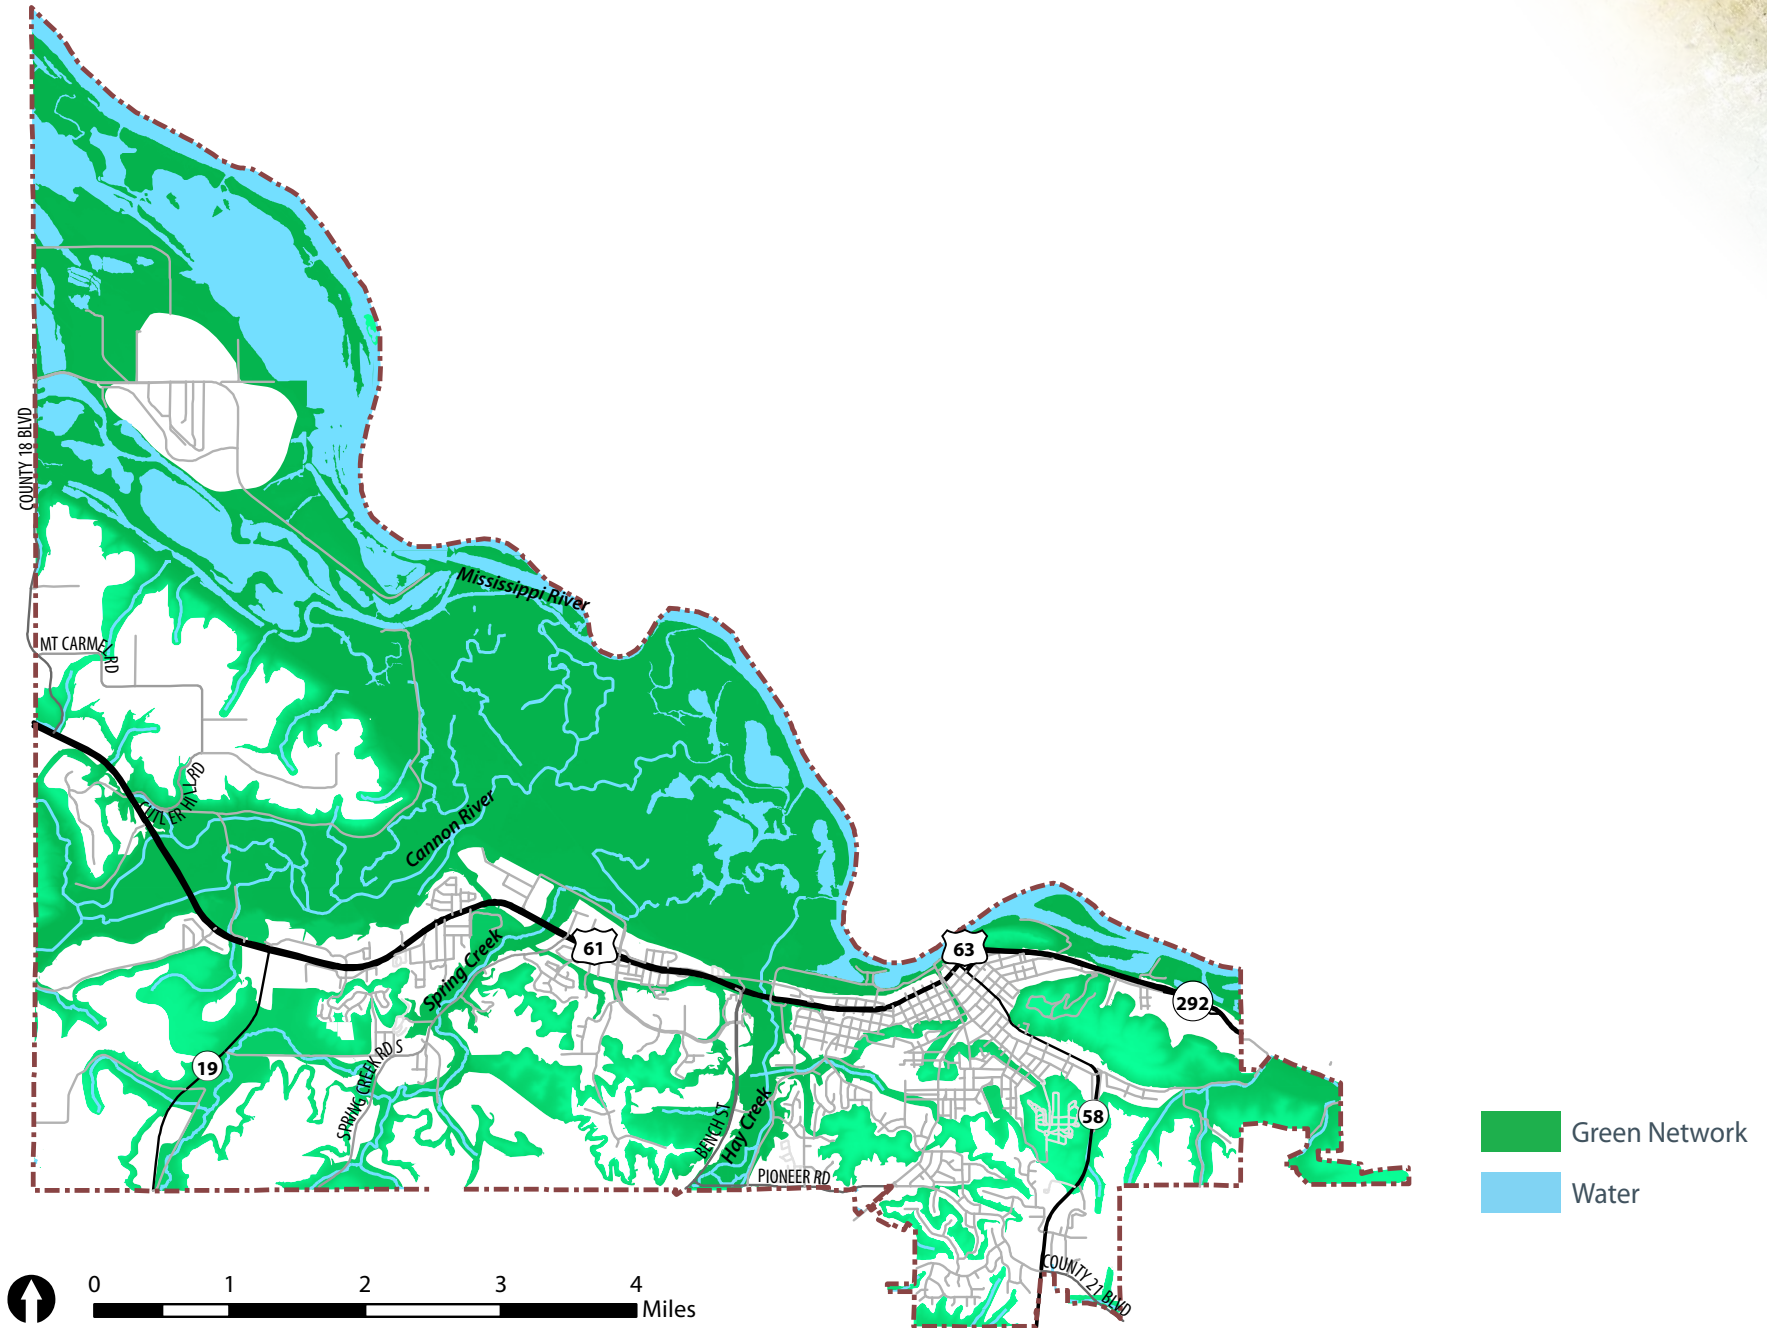 COUNTY 18 BLVD
Mississippi River
MT CARMEL RD
CUTLER HILL RD
Cannon River
61
63
292
Spring Creek
19
SPRING CREEK RD S
BENCH ST
Hay Creek
58
PIONEER RD
COUNTY 21 BLVD
Green Network
Water
0 1 2 3 4
Miles